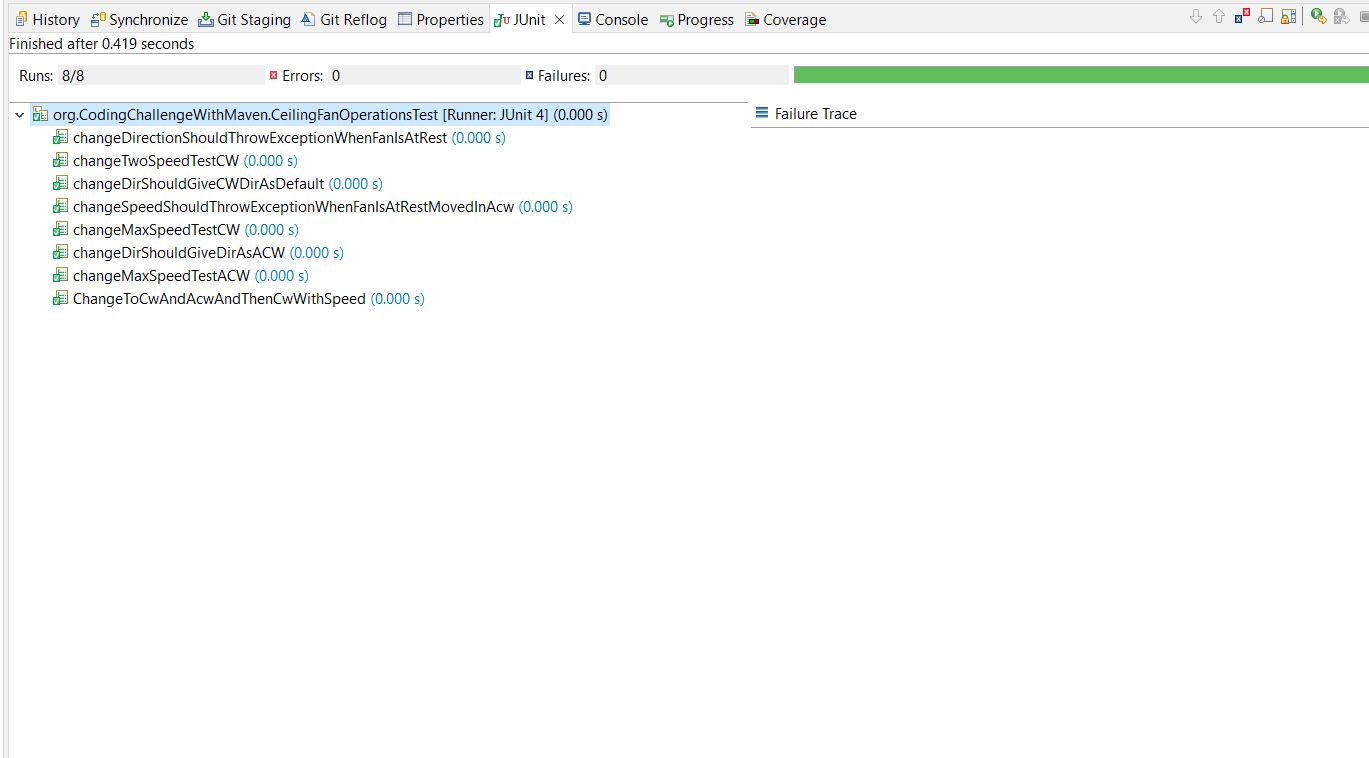 History Synchronize Git Staging Git Reflog Properties JUnit Console Progress Coverage
Finished after 0.419 seconds
Runs: 8/8 Errors: 0 Failures: 0
org.CodingChallengeWithMaven.CeilingFanOperationsTest [Runner: JUnit 4] (0.000 s)
Failure Trace
changeDirectionShouldThrowExceptionWhenFanIsAtRest (0.000 s)
changeTwoSpeedTestCW (0.000 s)
changeDirShouldGiveCWDirAsDefault (0.000 s)
changeSpeedShouldThrowExceptionWhenFanIsAtRestMovedInAcw (0.000 s)
changeMaxSpeedTestCW (0.000 s)
changeDirShouldGiveDirAsACW (0.000 s)
changeMaxSpeedTestACW (0.000 s)
ChangeToCwAndAcwAndThenCwWithSpeed (0.000 s)